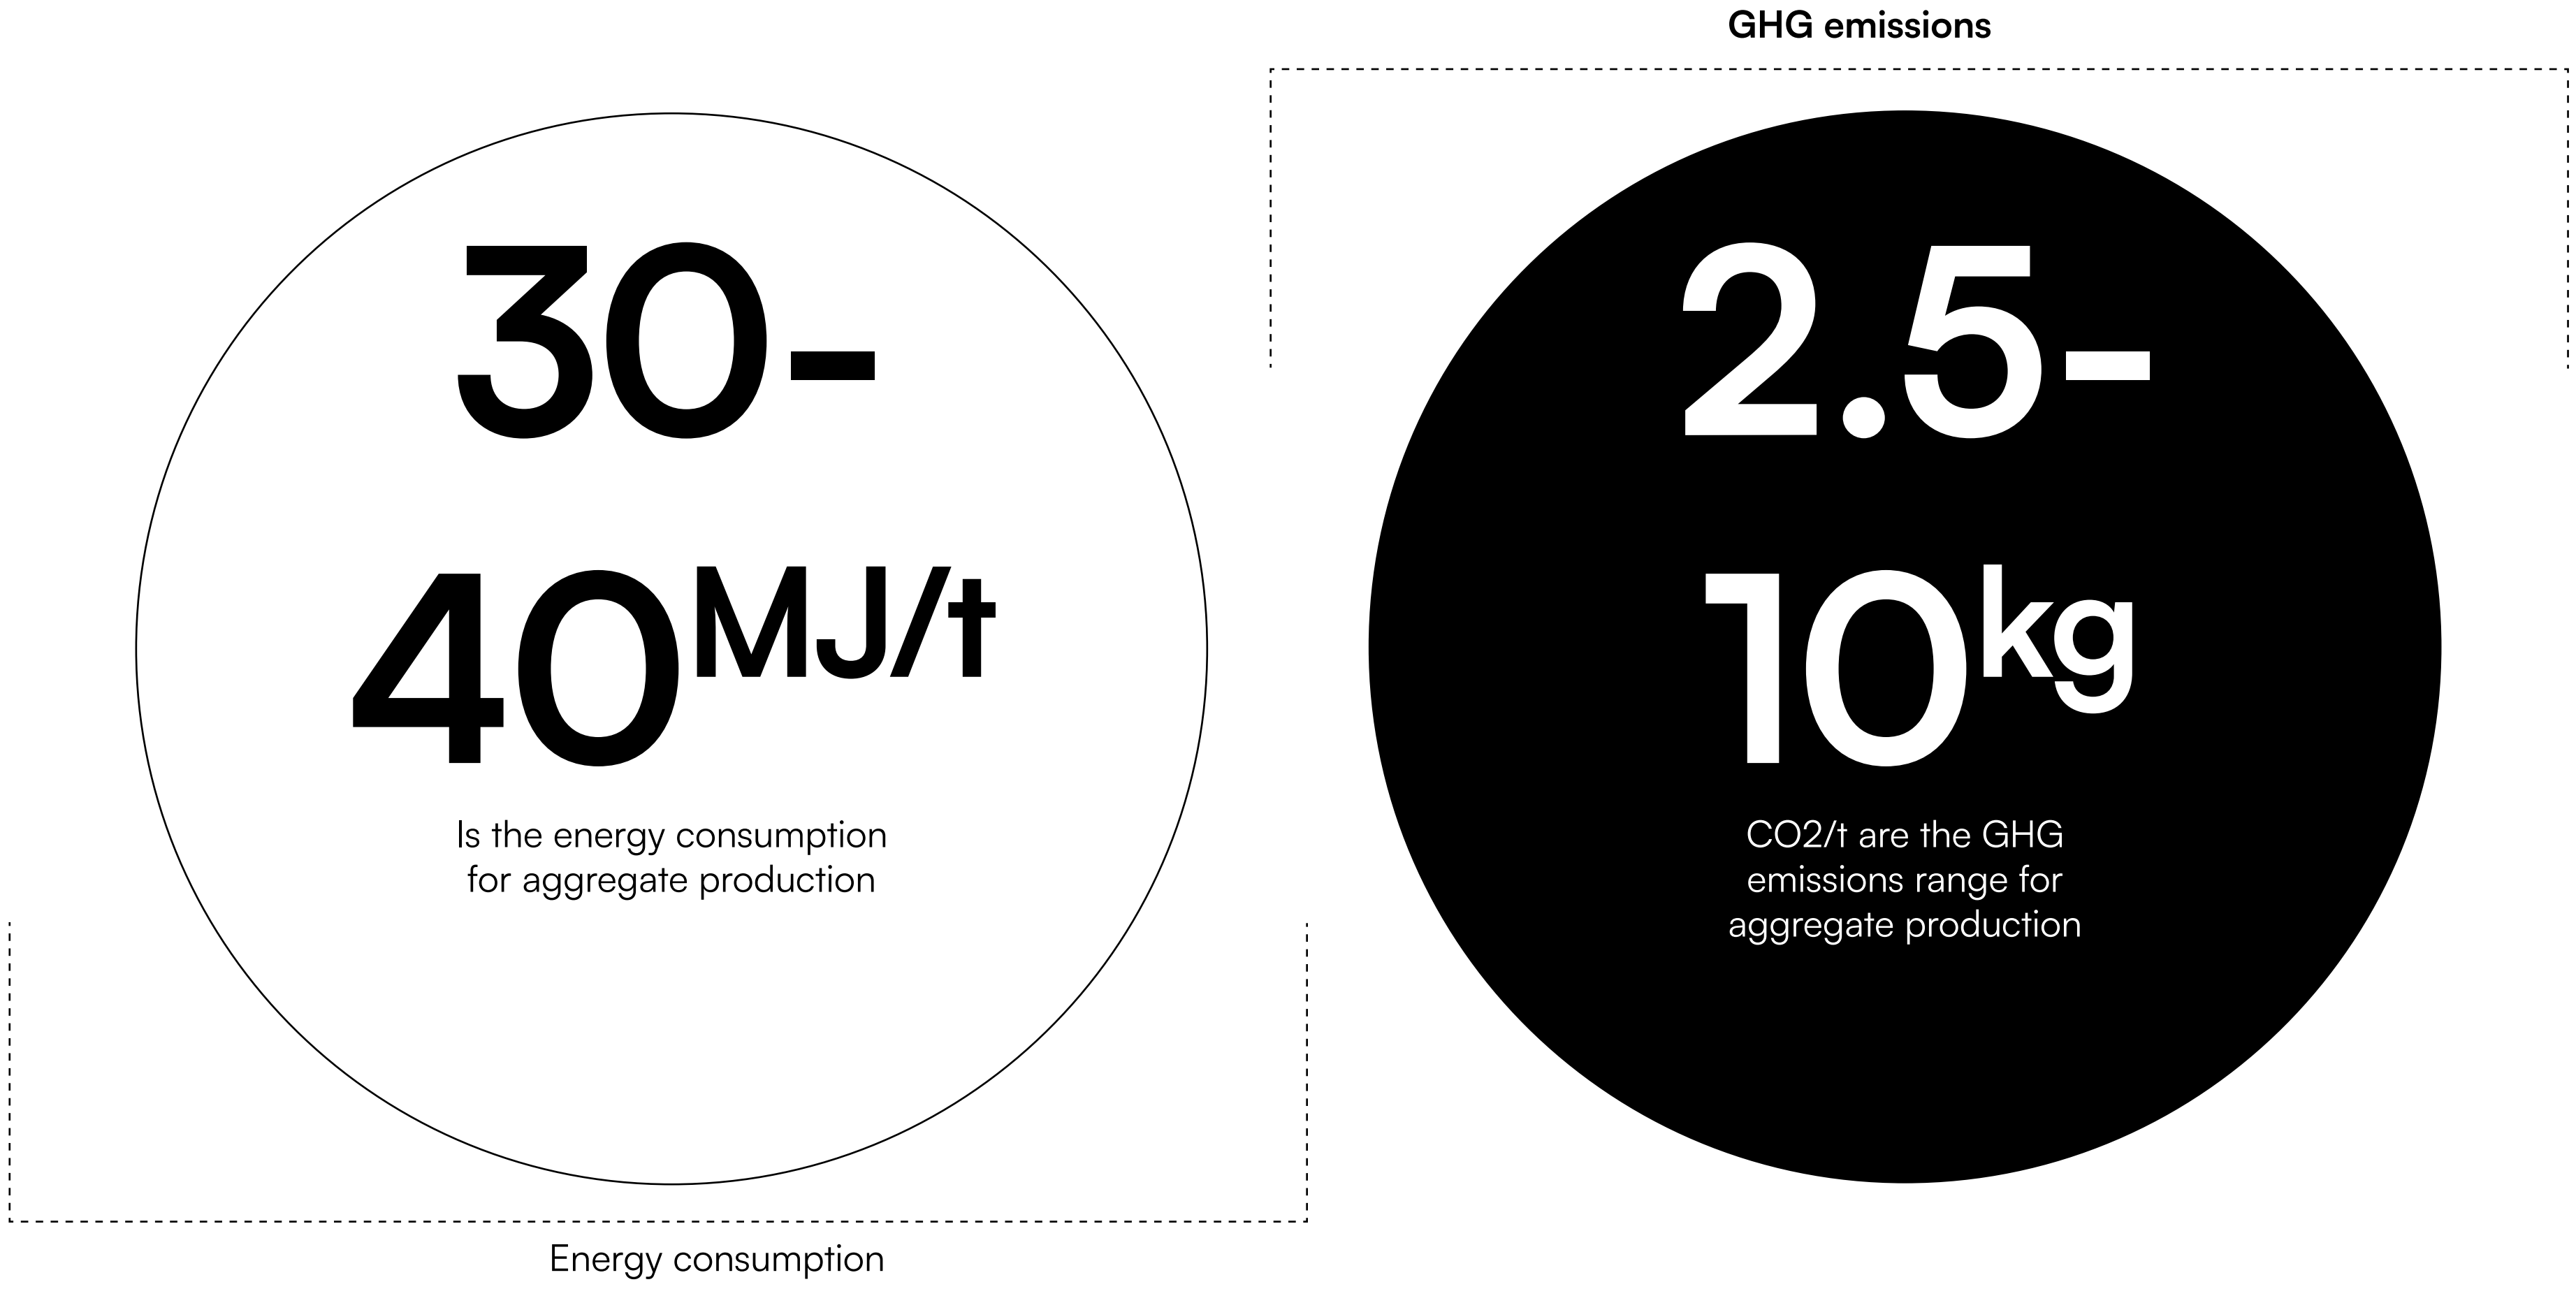 GHG emissions
30-
40MJ/t
Is the energy consumption
for aggregate production
2.5-
10kg
CO2/t are the GHG
emissions range for
aggregate production
Energy consumption